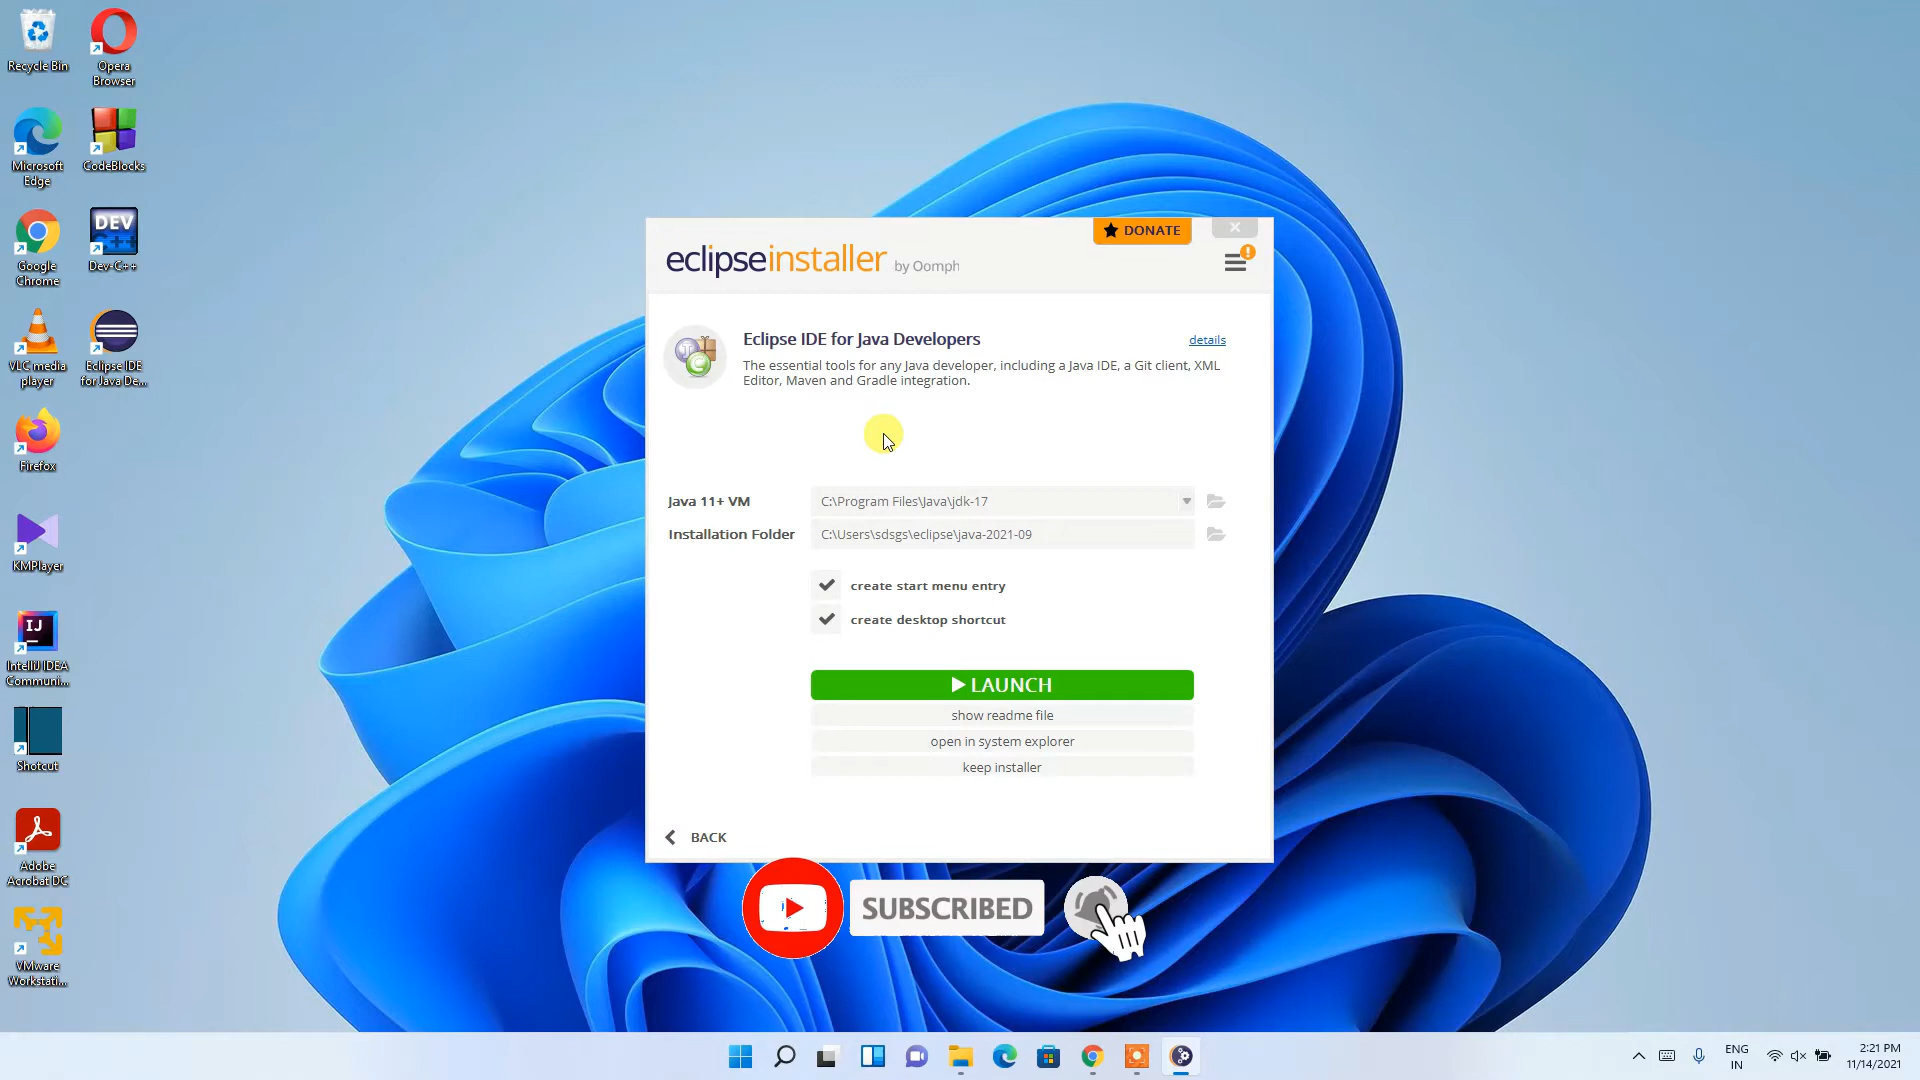 Recycle Bin
Opera
Browser
Microsoft
Edge
CodeBlocks
Google
Chrome
DEV
C++
Dev-C++
VLC media
player
Eclipse IDE
for Java De...
Firefox
KMPlayer
IJ
IntelliJ IDEA
Communi...
Shotcut
Adobe
Acrobat DC
VMware
Workstati...
DONATE
eclipseinstaller by Oomph
Eclipse IDE for Java Developers
details
The essential tools for any Java developer, including a Java IDE, a Git client, XML
Editor, Maven and Gradle integration.
Java 11+ VM
C:\Program Files\Java\jdk-17
Installation Folder
C:\Users\sdsgs\eclipse\java-2021-09
create start menu entry
create desktop shortcut
LAUNCH
show readme file
open in system explorer
keep installer
BACK
SUBSCRIBED
ENG
IN
2:21 PM
11/14/2021